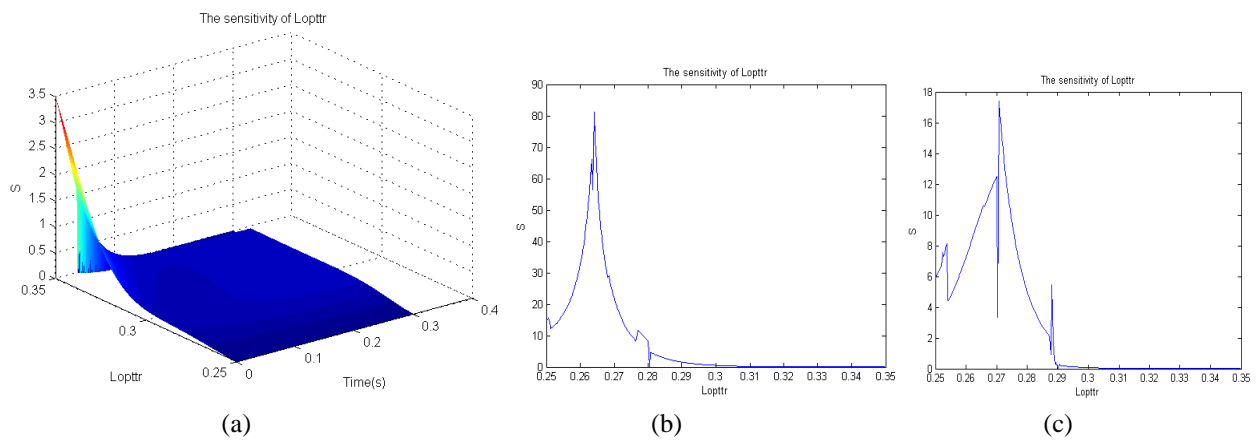 The sensitivity of Lopttr
3.5
3
2.5
2
1.5
1
0.5
0
S
0.35
0.3
0.25
Lopttr
0
0.1
0.2
0.3
0.4
Time(s)
(a)
The sensitivity of Lopttr
90
80
70
60
50
40
30
20
10
0
S
0.25 0.26 0.27 0.28 0.29 0.3 0.31 0.32 0.33 0.34 0.35
Lopttr
(b)
The sensitivity of Lopttr
18
16
14
12
10
8
6
4
2
0
S
0.25 0.26 0.27 0.28 0.29 0.3 0.31 0.32 0.33 0.34 0.35
Lopttr
(c)